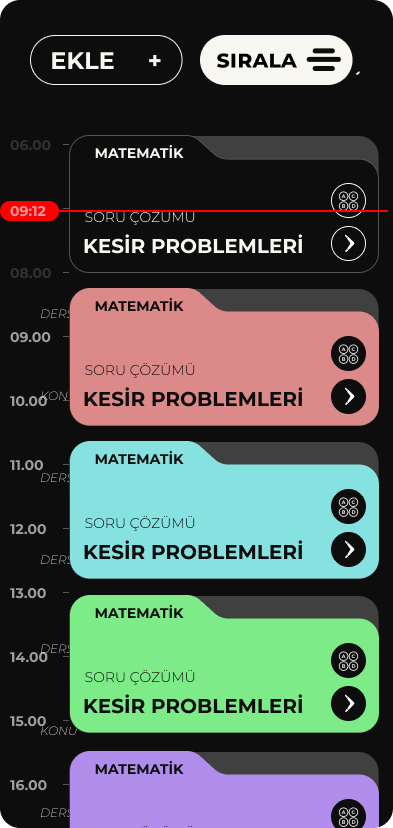 EKLE +
SIRALA
06.00
MATEMATİK
09:12
SORU ÇÖZÜMÜ
KESİR PROBLEMLERİ
A C B D
08.00
MATEMATİK
DERS
09.00
SORU ÇÖZÜMÜ
KESİR PROBLEMLERİ
A C B D
10.00
KONU
MATEMATİK
11.00
DERS
SORU ÇÖZÜMÜ
12.00
KESİR PROBLEMLERİ
A C B D
DERS
13.00
MATEMATİK
14.00
DERS
SORU ÇÖZÜMÜ
KESİR PROBLEMLERİ
A C B D
15.00
KONU
MATEMATİK
16.00
DERS
A C B D